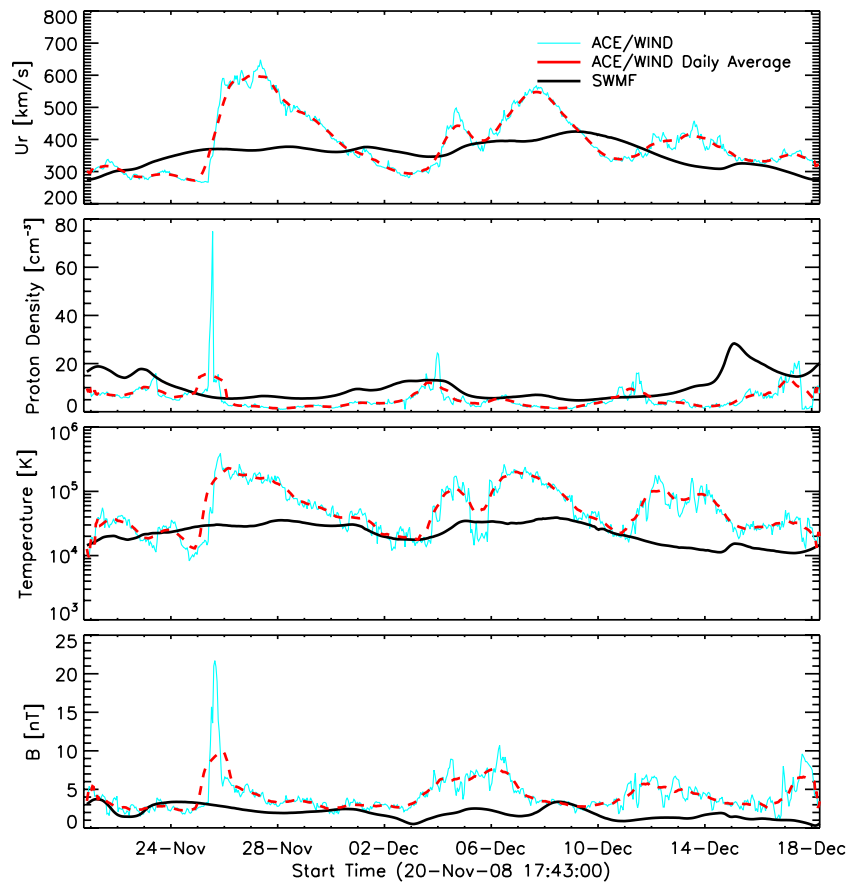 800
700
600
500
400
300
200
Ur [km/s]
ACE/WIND
ACE/WIND Daily Average
SWMF
80
60
40
20
0
Proton Density [cm⁻³]
10⁶
10⁵
10⁴
10³
Temperature [K]
25
20
15
10
5
0
B [nT]
24-Nov 28-Nov 02-Dec 06-Dec 10-Dec 14-Dec 18-Dec
Start Time (20-Nov-08 17:43:00)